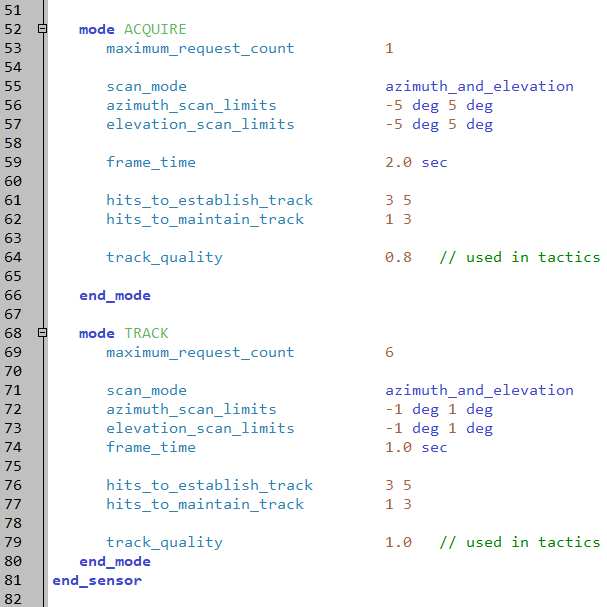 51
52 mode ACQUIRE
53 maximum_request_count 1
54
55 scan_mode azimuth_and_elevation
56 azimuth_scan_limits -5 deg 5 deg
57 elevation_scan_limits -5 deg 5 deg
58
59 frame_time 2.0 sec
60
61 hits_to_establish_track 3 5
62 hits_to_maintain_track 1 3
63
64 track_quality 0.8 // used in tactics
65
66 end_mode
67
68 mode TRACK
69 maximum_request_count 6
70
71 scan_mode azimuth_and_elevation
72 azimuth_scan_limits -1 deg 1 deg
73 elevation_scan_limits -1 deg 1 deg
74 frame_time 1.0 sec
75
76 hits_to_establish_track 3 5
77 hits_to_maintain_track 1 3
78
79 track_quality 1.0 // used in tactics
80 end_mode
81 end_sensor
82